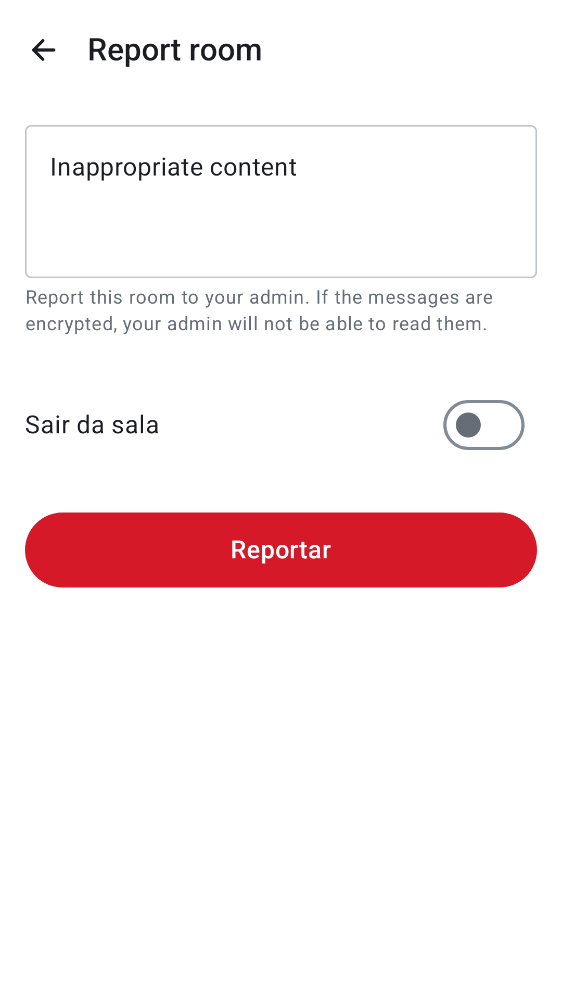 Report room
Inappropriate content
Report this room to your admin. If the messages are
encrypted, your admin will not be able to read them.
Sair da sala
Reportar